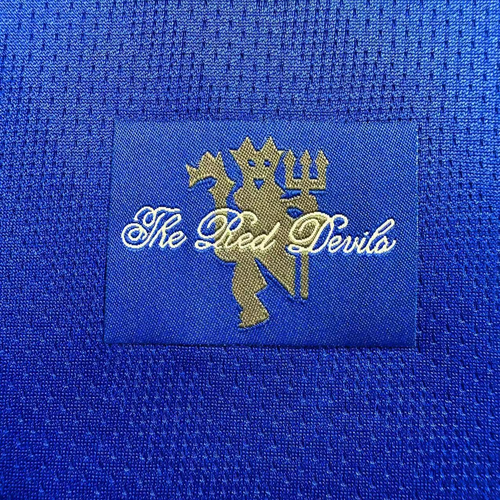 The Red Devils